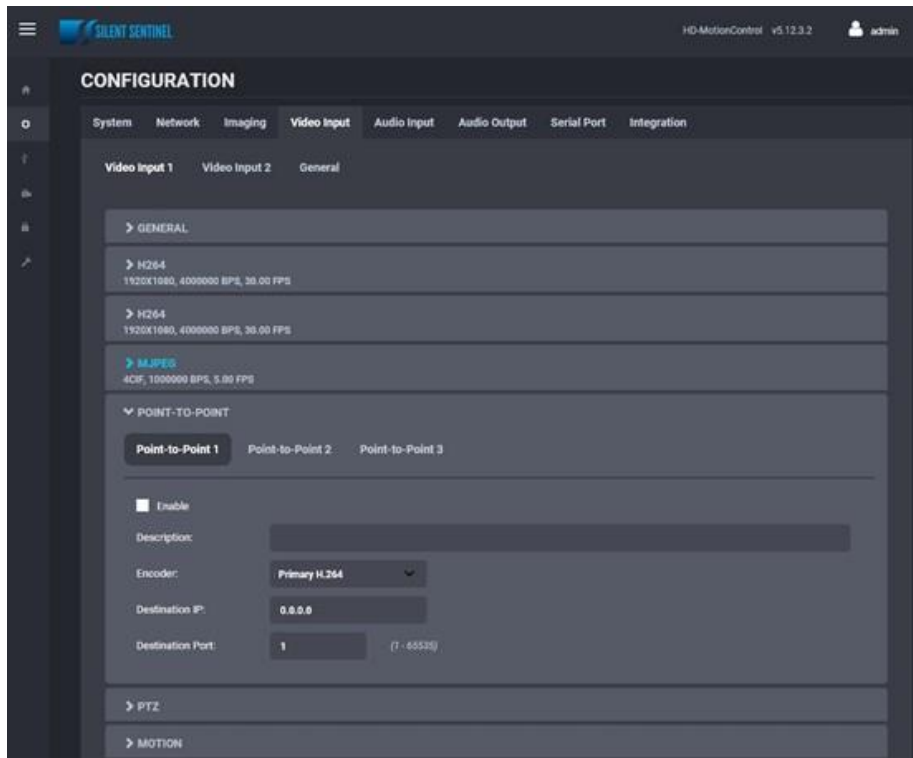 SILENT SENTINEL
HD-MotionControl v5.12.3.2
admin
CONFIGURATION
System Network Imaging Video Input Audio Input Audio Output Serial Port Integration
Video Input 1 Video Input 2 General
GENERAL
H264
1920X1080, 4000000 BPS, 30.00 FPS
H264
1920X1080, 4000000 BPS, 30.00 FPS
MJPEG
4CIF, 1000000 BPS, 5.00 FPS
POINT-TO-POINT
Point-to-Point 1 Point-to-Point 2 Point-to-Point 3
Enable
Description:
Encoder: Primary H.264
Destination IP: 0.0.0.0
Destination Port: 1 (1 - 65535)
PTZ
MOTION